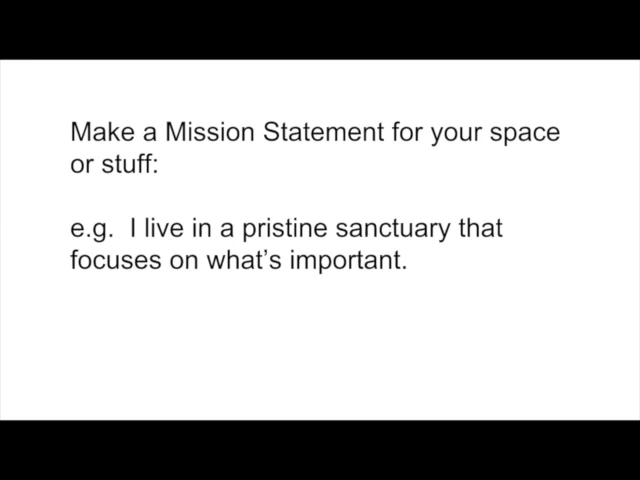 Make a Mission Statement for your space
or stuff:
e.g.  I live in a pristine sanctuary that
focuses on what's important.